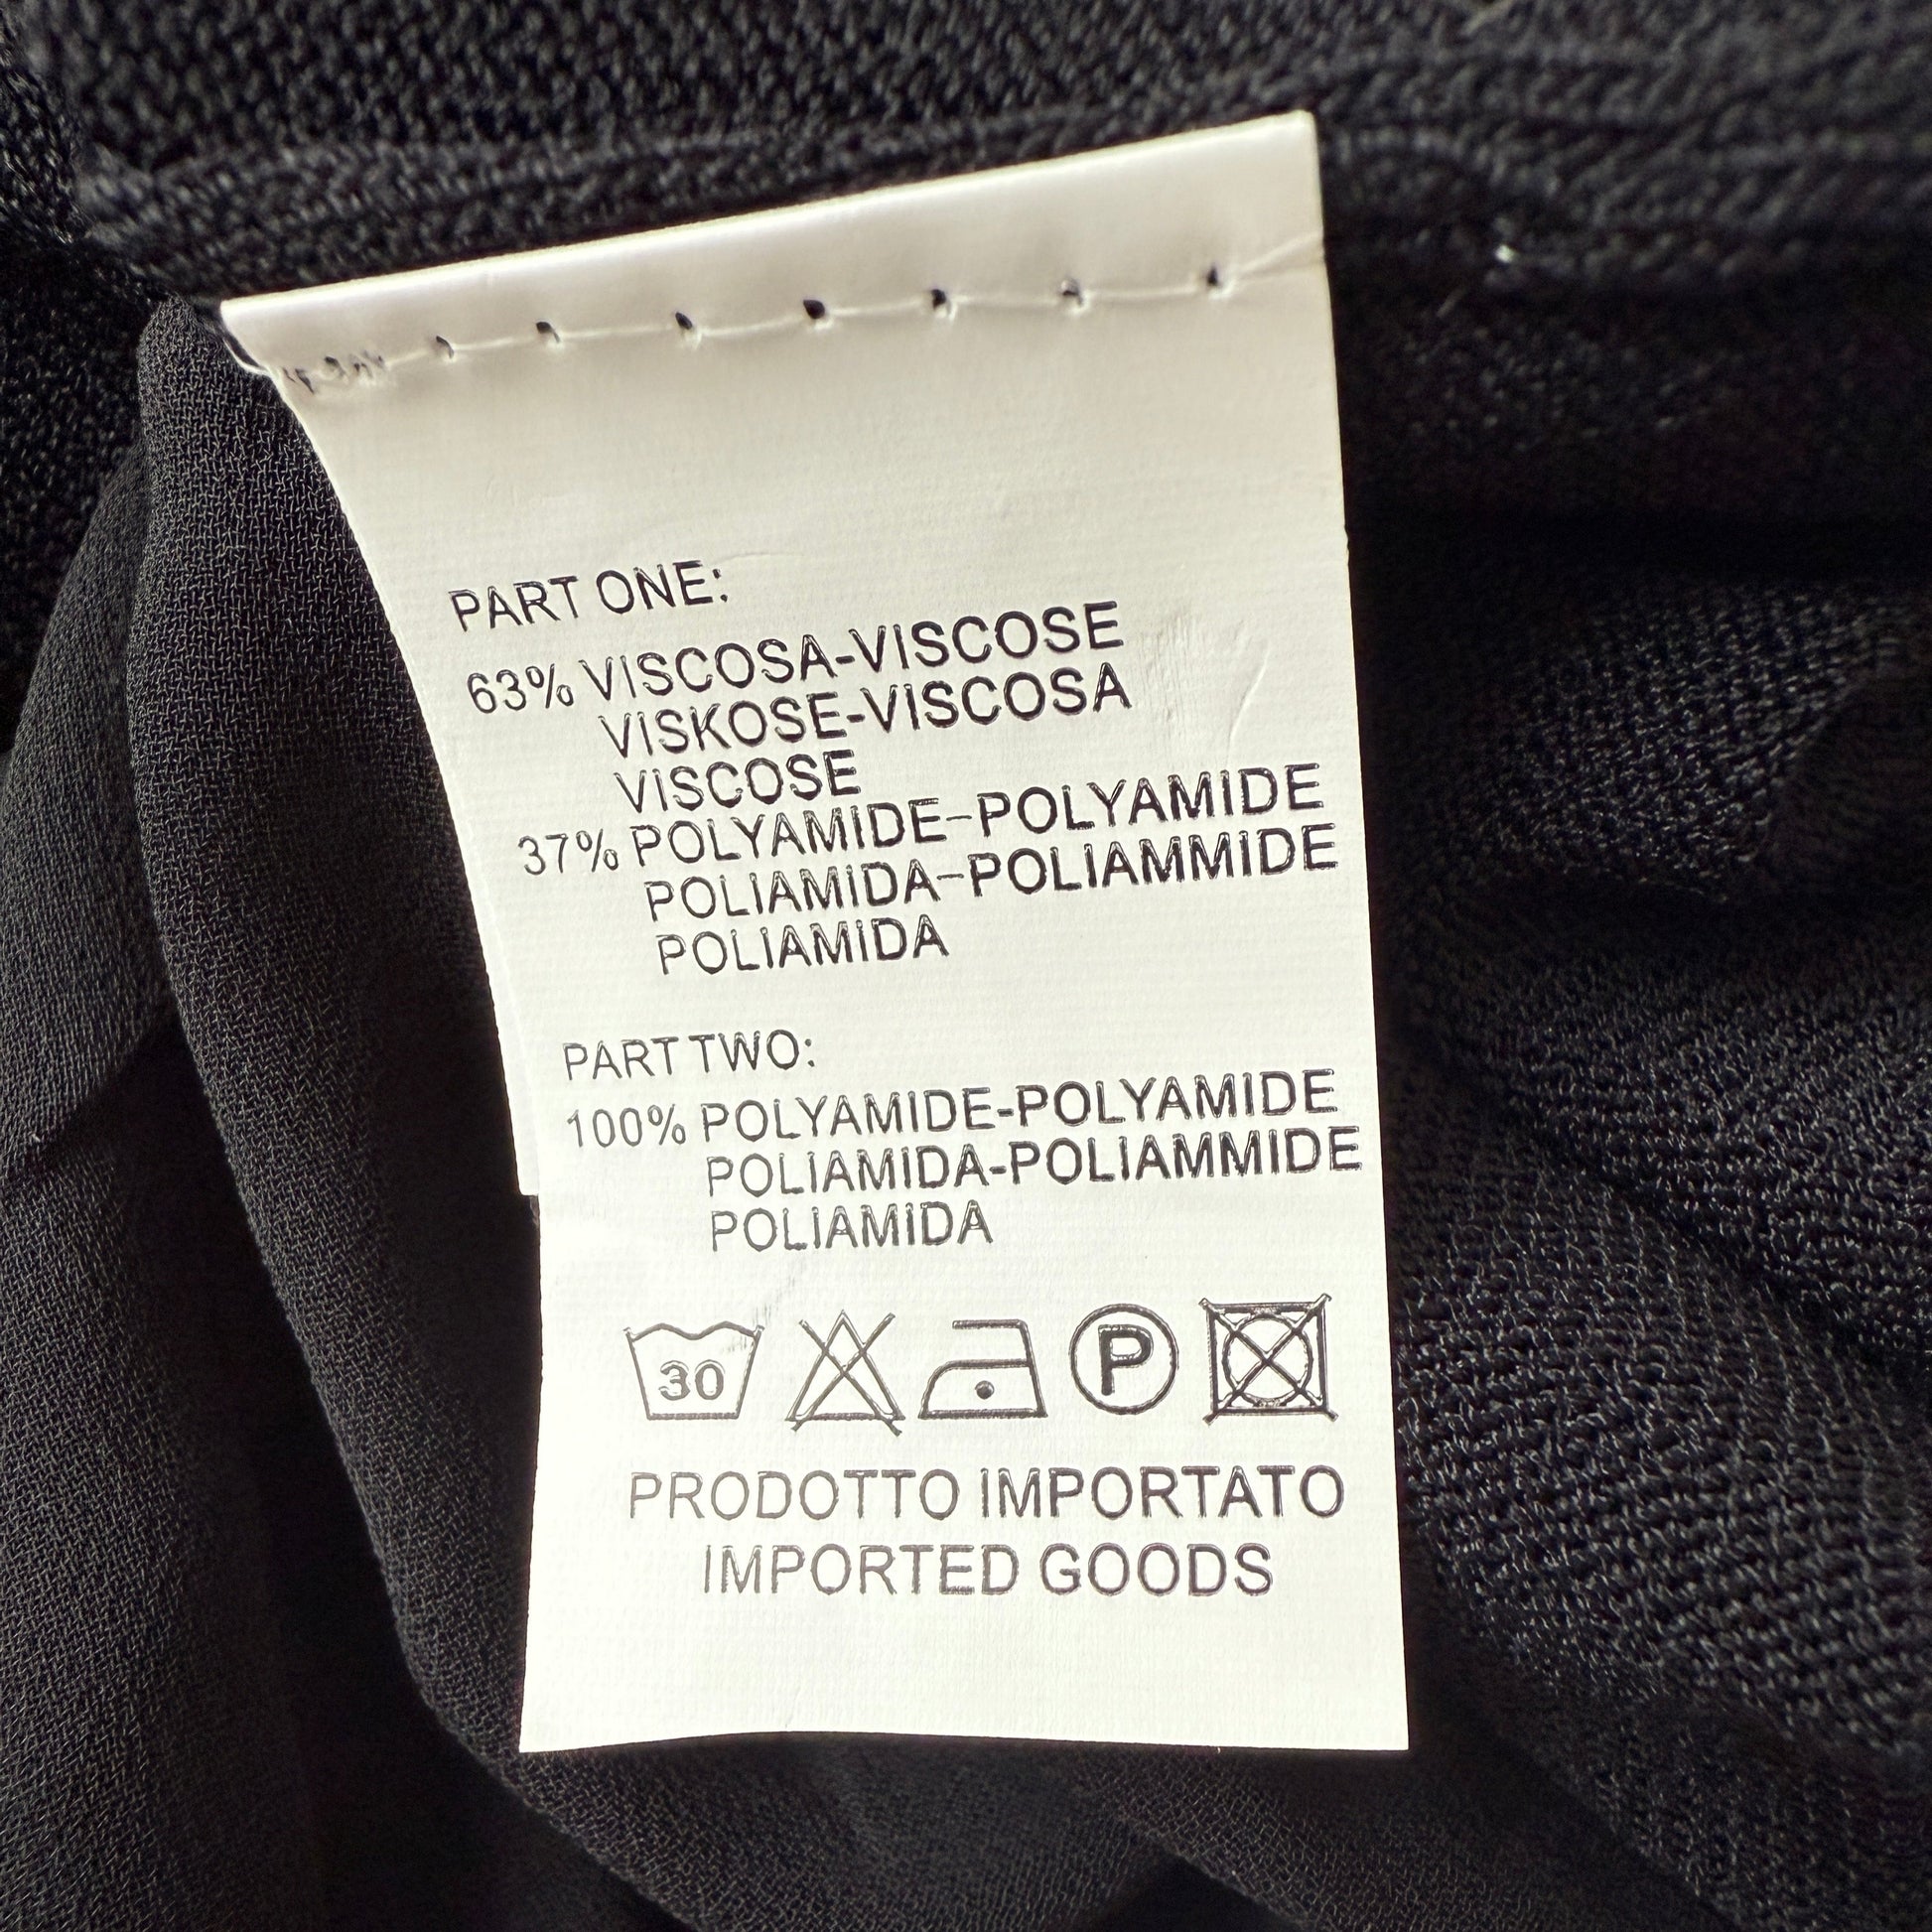 PART ONE:
63% VISCOSA-VISCOSE
VISKOSE-VISCOSA
VISCOSE
37% POLYAMIDE-POLYAMIDE
POLIAMIDA-POLIAMMIDE
POLIAMIDA
PART TWO:
100% POLYAMIDE-POLYAMIDE
POLIAMIDA-POLIAMMIDE
POLIAMIDA
30 P
PRODOTTO IMPORTATO
IMPORTED GOODS